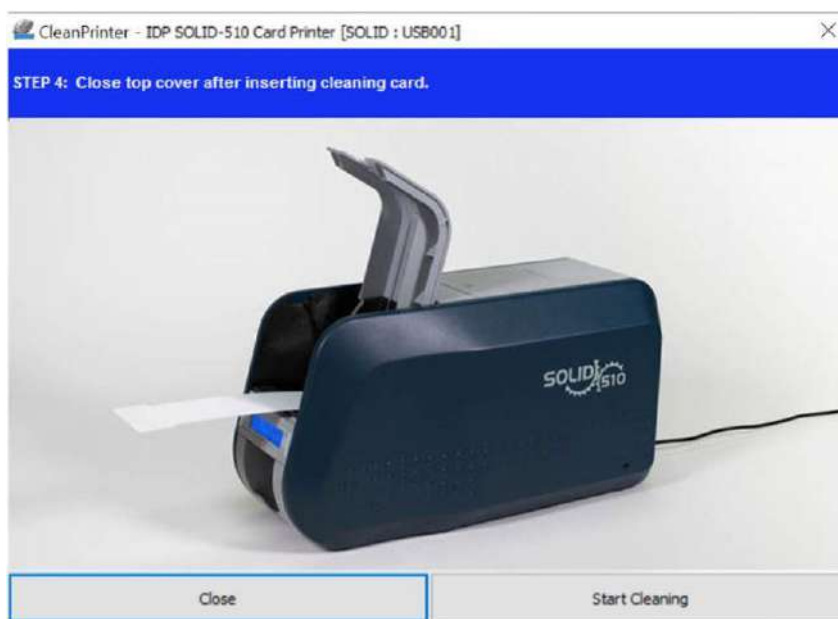 CleanPrinter - IDP SOLID-510 Card Printer [SOLID : USB001]
STEP 4: Close top cover after inserting cleaning card.
SOLID 510
Close
Start Cleaning